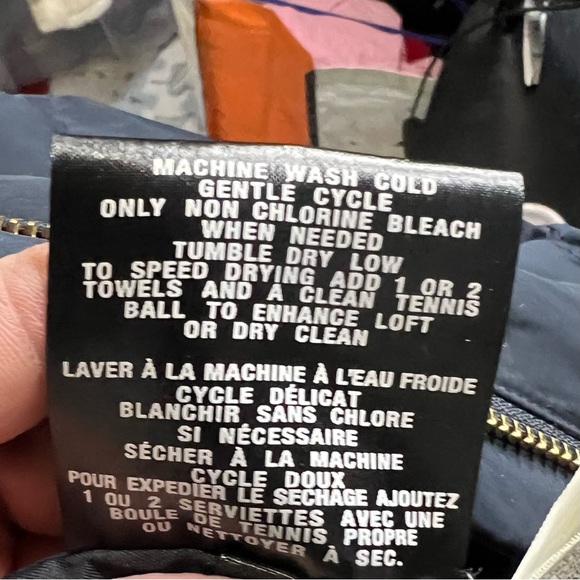 MACHINE WASH COLD
GENTLE CYCLE
ONLY NON CHLORINE BLEACH
WHEN NEEDED
TUMBLE DRY LOW
TO SPEED DRYING ADD 1 OR 2
TOWELS AND A CLEAN TENNIS
BALL TO ENHANCE LOFT
OR DRY CLEAN
LAVER À LA MACHINE À L'EAU FROIDE
CYCLE DÉLICAT
BLANCHIR SANS CHLORE
SI NÉCESSAIRE
SÉCHER À LA MACHINE
CYCLE DOUX
POUR EXPEDIER LE SECHAGE AJOUTEZ
1 OU 2 SERVIETTES AVEC UNE
BOULE DE TENNIS PROPRE
OU NETTOYER À SEC.